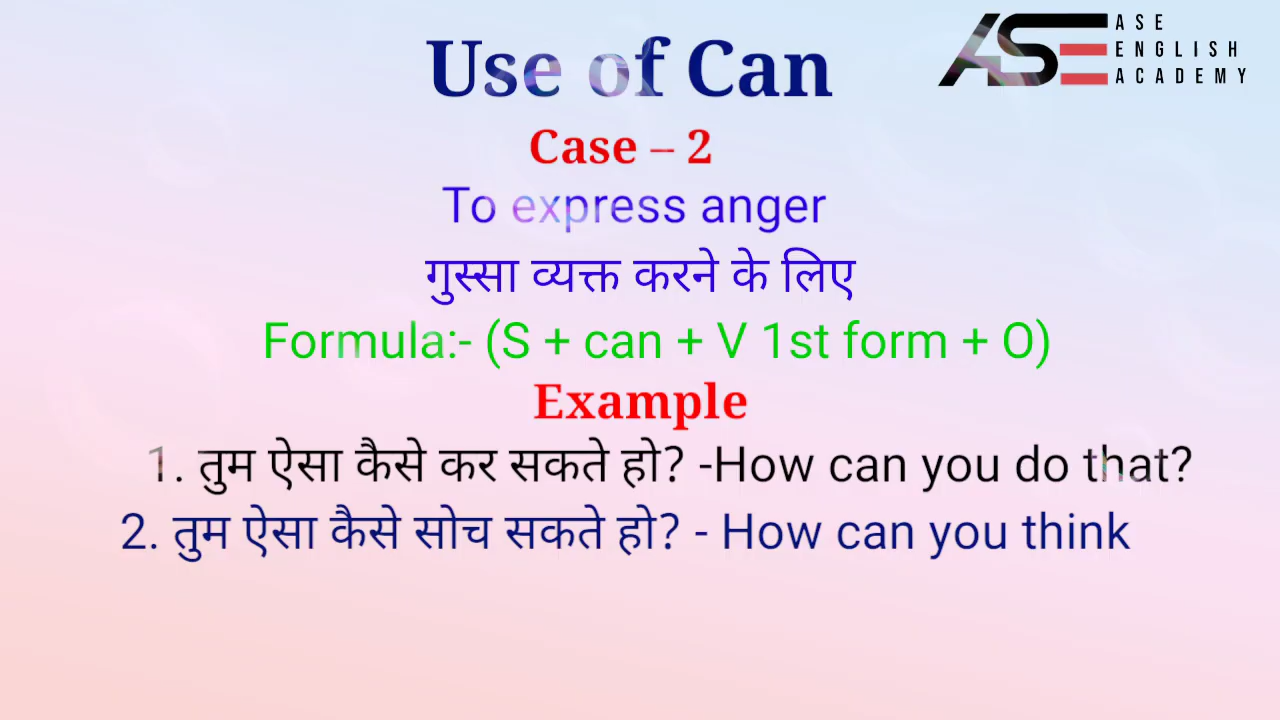 Use of Can
ASE
ENGLISH
ACADEMY
ASE
Case – 2
To express anger
गुस्सा व्यक्त करने के लिए
Formula:- (S + can + V 1st form + O)
Example
1. तुम ऐसा कैसे कर सकते हो? -How can you do that?
2. तुम ऐसा कैसे सोच सकते हो? - How can you think